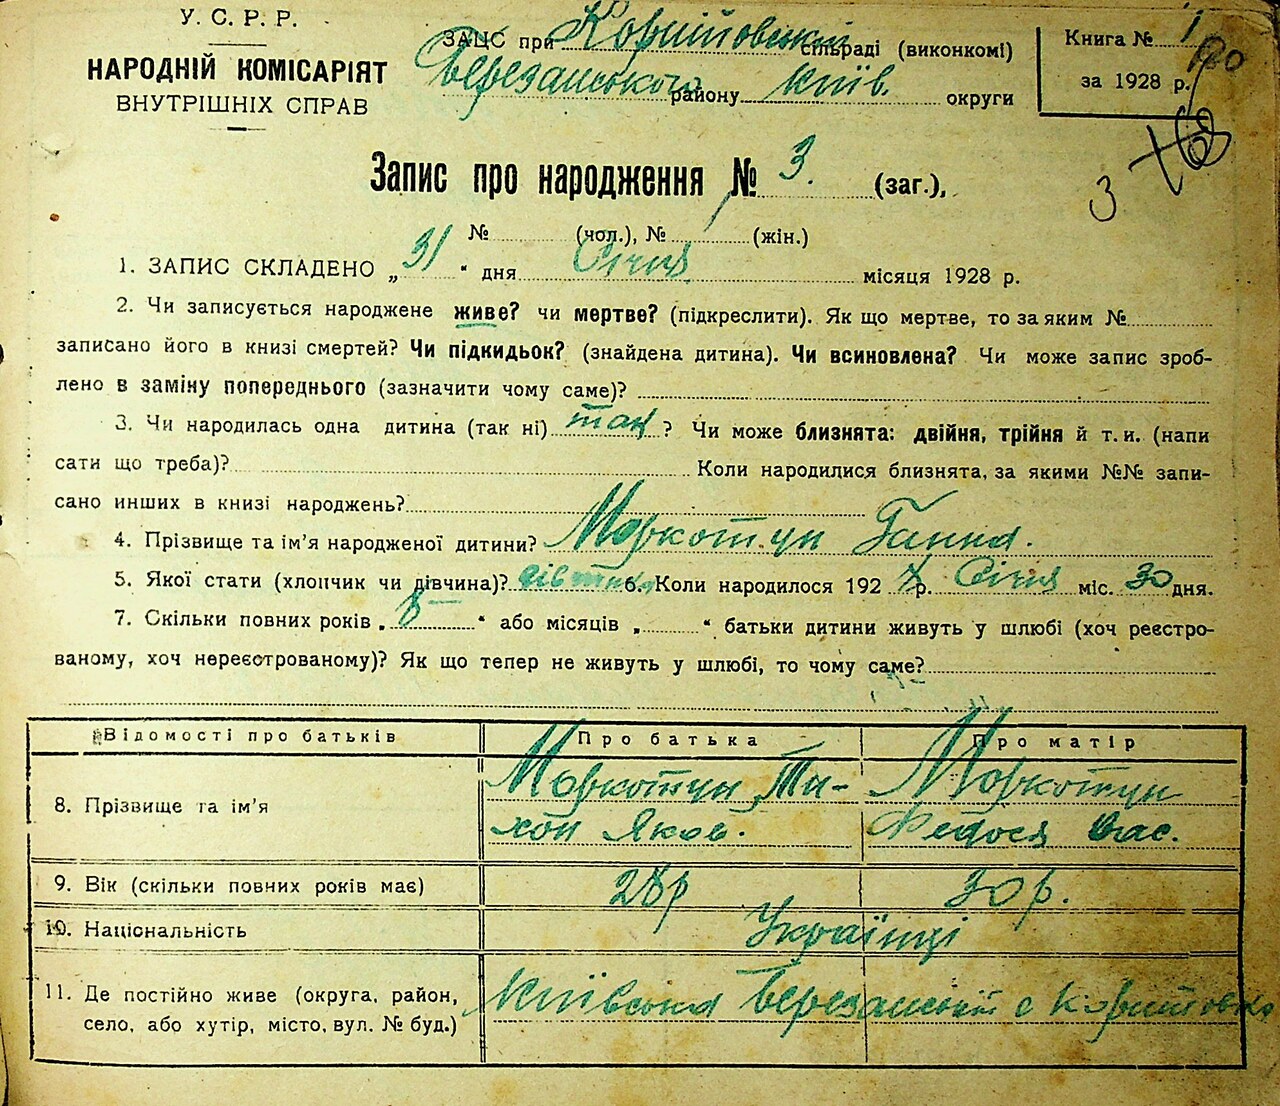 У. С. Р. Р.
НАРОДНІЙ КОМІСАРІЯТ
ВНУТРІШНІХ СПРАВ
ЗАЦС при Коржітовській сільраді (виконкомі)
Березанського району Київ. округи
Книга № 1
за 1928 р.
Запис про народження № 3. (заг.),
3
№ (чол.), № 1 (жін.)
1. ЗАПИС СКЛАДЕНО „31“ дня Січня місяця 1928 р.
2. Чи записується народжене живе? чи мертве? (підкреслити). Як що мертве, то за яким №
записано його в книзі смертей? Чи підкидьок? (знайдена дитина). Чи всиновлена? Чи може запис зроб-
лено в заміну попереднього (зазначити чому саме)?
3. Чи народилась одна дитина (так ні) так ? Чи може близнята: двійня, трійня й т. и. (напи
сати що треба)? Коли народилися близнята, за якими №№ запи-
сано инших в книзі народжень?
4. Прізвище та ім'я народженої дитини? Моркотун Ганна.
5. Якої стати (хлопчик чи дівчина)? дівчина 6. Коли народилося 192 р. Січня міс. 30 дня.
7. Скільки повних років „8“ або місяців „ “ батьки дитини живуть у шлюбі (хоч реєстро-
ваному, хоч нереєстрованому)? Як що тепер не живуть у шлюбі, то чому саме?
Відомості про батьків Про батька Про матір
8. Прізвище та ім'я Моркотун Ти- Моркотун
хон Яков. Федося Вас.
9. Вік (скільки повних років має) 28р 30 р.
10. Національність Українці
11. Де постійно живе (округа, район, Київська Березанський с
село, або хутір, місто, вул. № буд.)